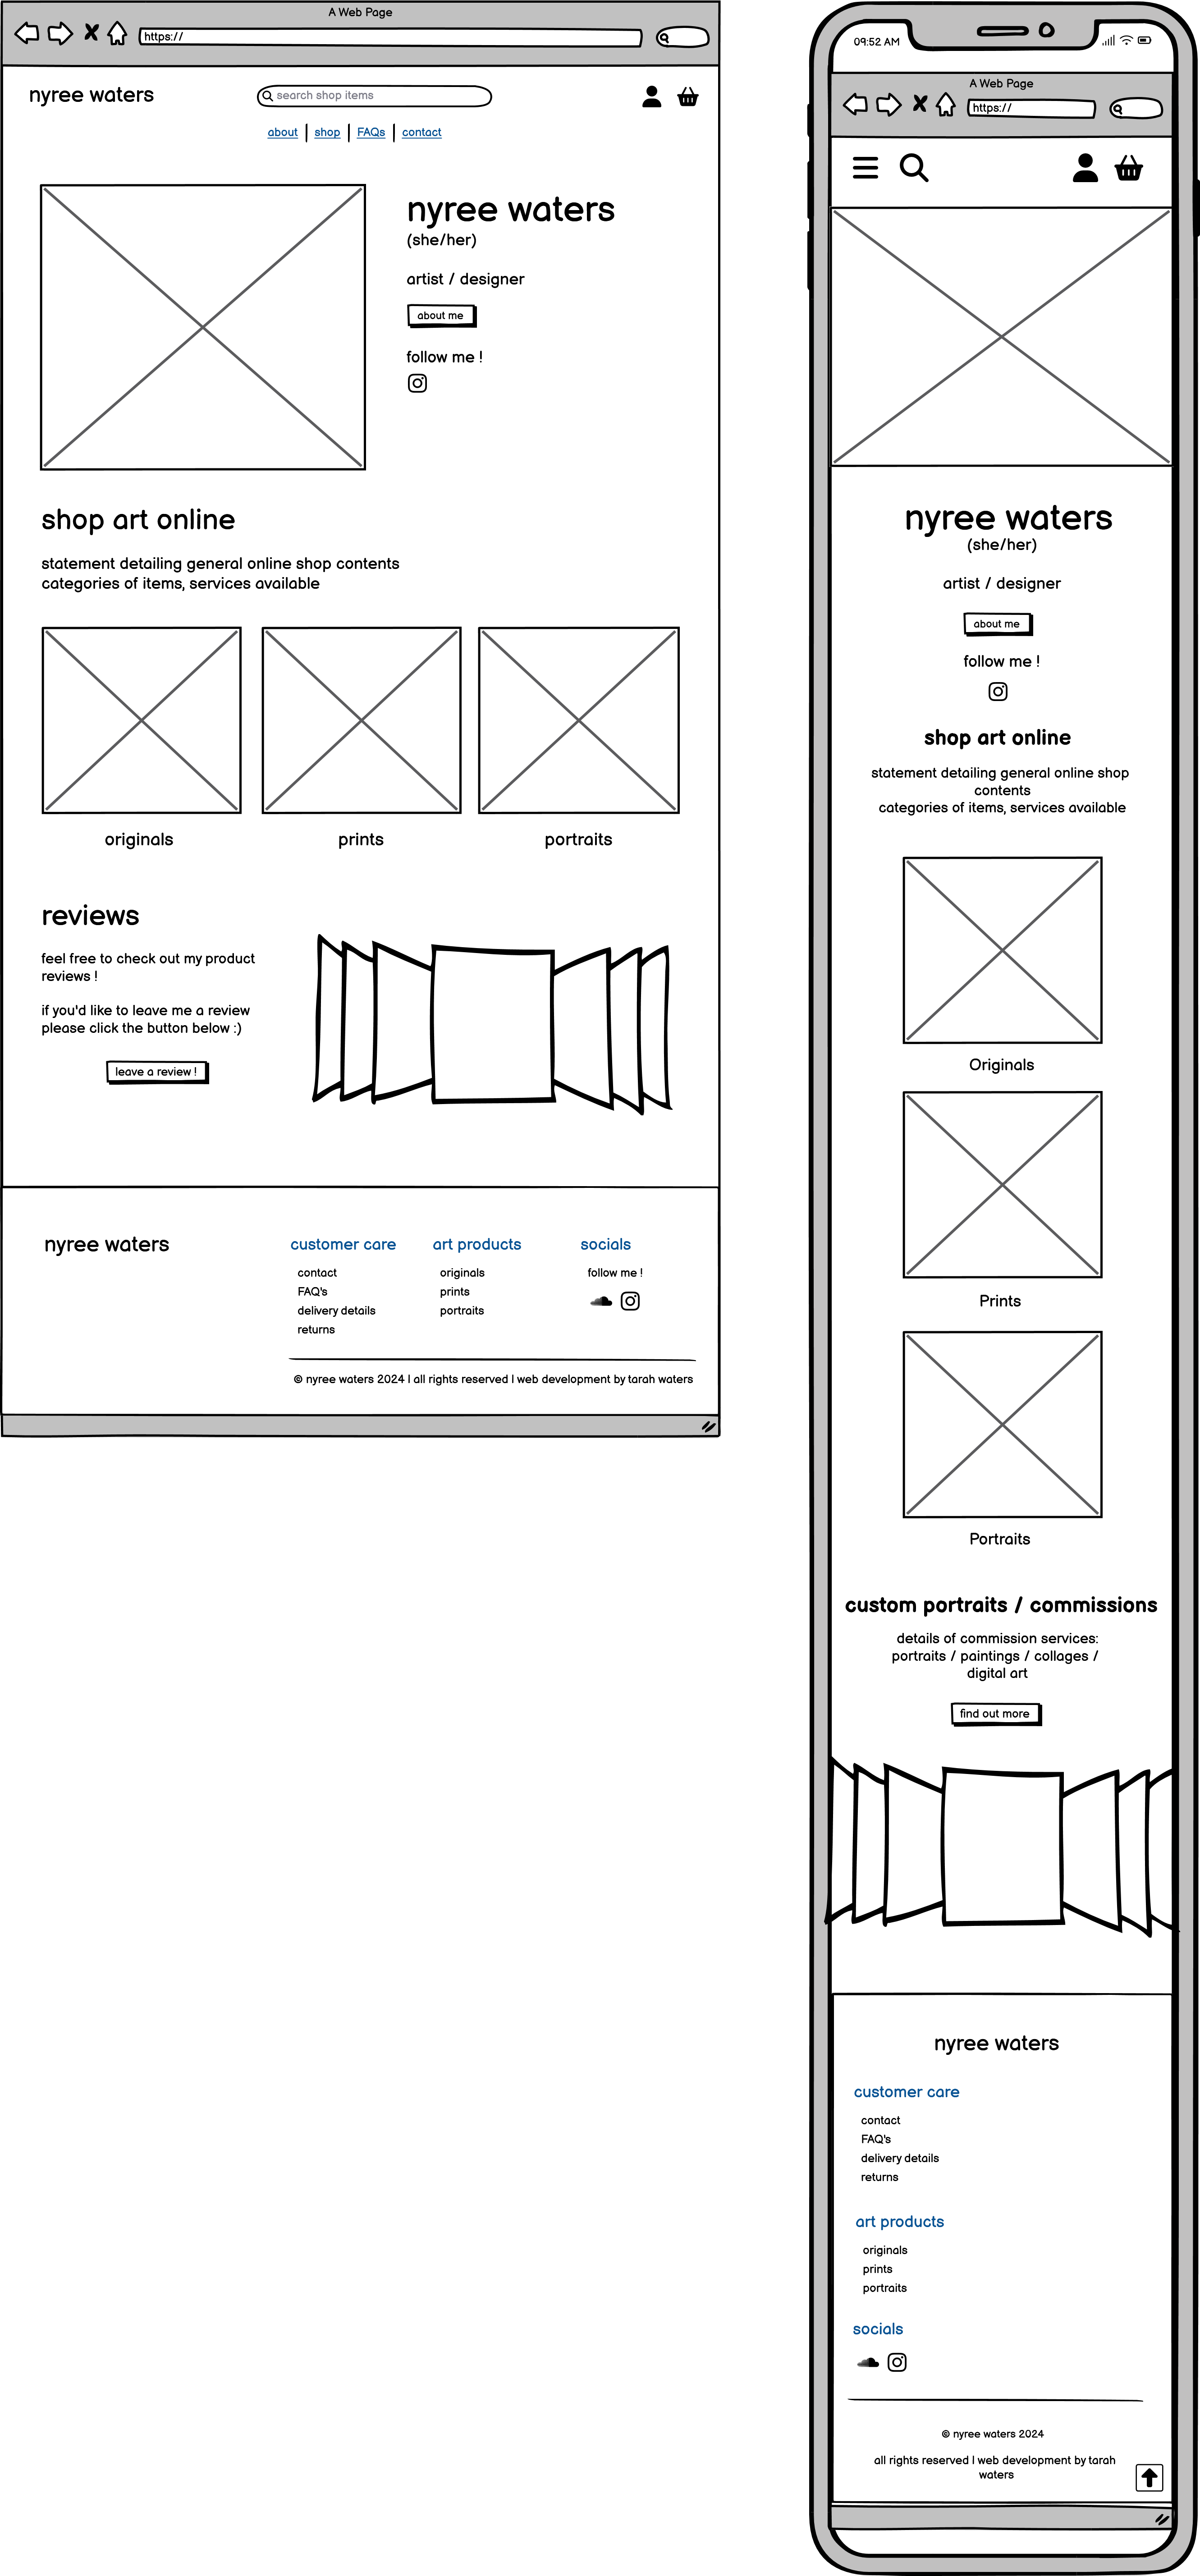 A Web Page
https://
nyree waters
search shop items
about | shop | FAQs | contact
nyree waters
(she/her)
artist / designer
about me
follow me !
shop art online
statement detailing general online shop contents
categories of items, services available
originals
prints
portraits
reviews
feel free to check out my product
reviews !
if you'd like to leave me a review
please click the button below :)
leave a review !
nyree waters
customer care
contact
FAQ's
delivery details
returns
art products
originals
prints
portraits
socials
follow me !
© nyree waters 2024 | all rights reserved | web development by tarah waters
09:52 AM
A Web Page
https://
nyree waters
(she/her)
artist / designer
about me
follow me !
shop art online
statement detailing general online shop
contents
categories of items, services available
Originals
Prints
Portraits
custom portraits / commissions
details of commission services:
portraits / paintings / collages /
digital art
find out more
nyree waters
customer care
contact
FAQ's
delivery details
returns
art products
originals
prints
portraits
socials
© nyree waters 2024
all rights reserved | web development by tarah
waters